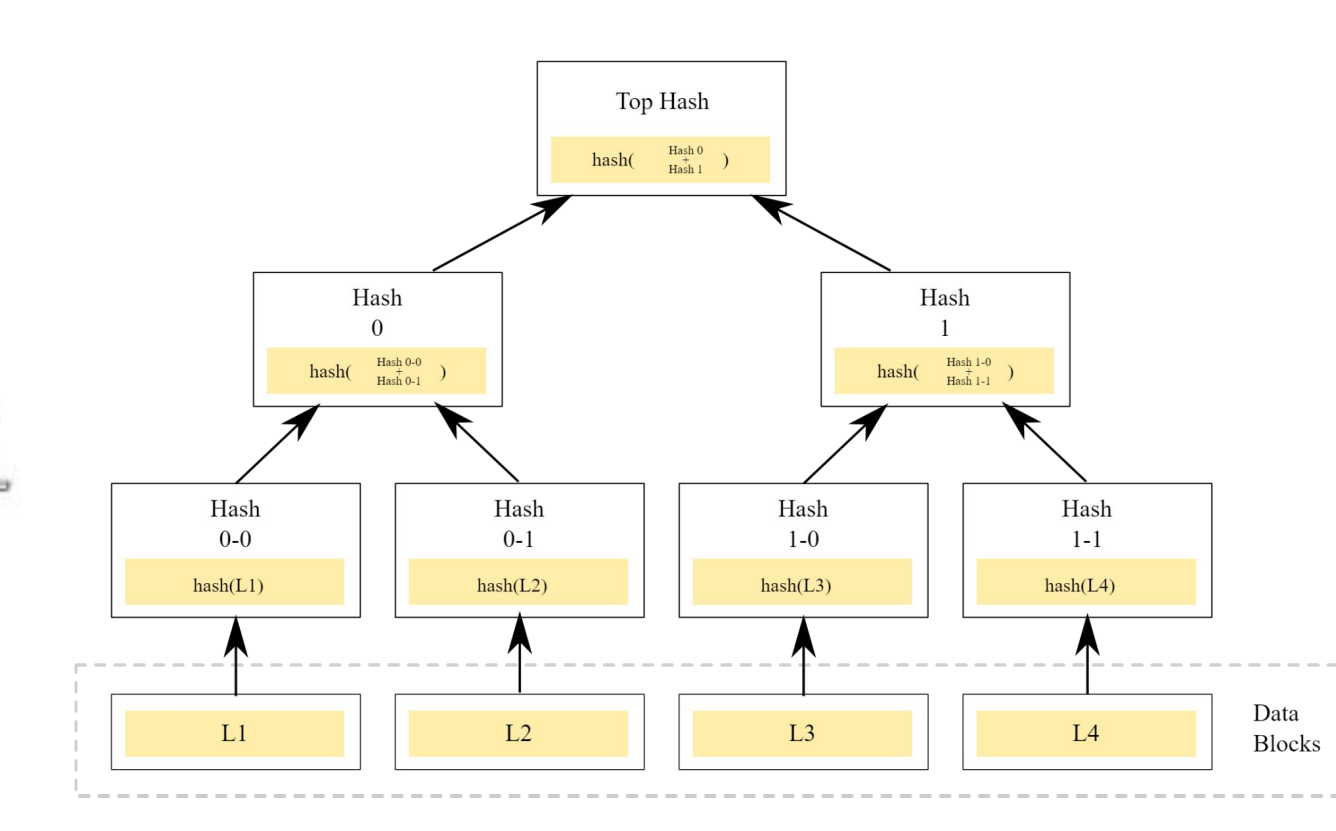 Top Hash
hash( Hash 0 + Hash 1 )
Hash
0
hash( Hash 0-0 + Hash 0-1 )
Hash
1
hash( Hash 1-0 + Hash 1-1 )
Hash
0-0
hash(L1)
Hash
0-1
hash(L2)
Hash
1-0
hash(L3)
Hash
1-1
hash(L4)
L1
L2
L3
L4
Data
Blocks